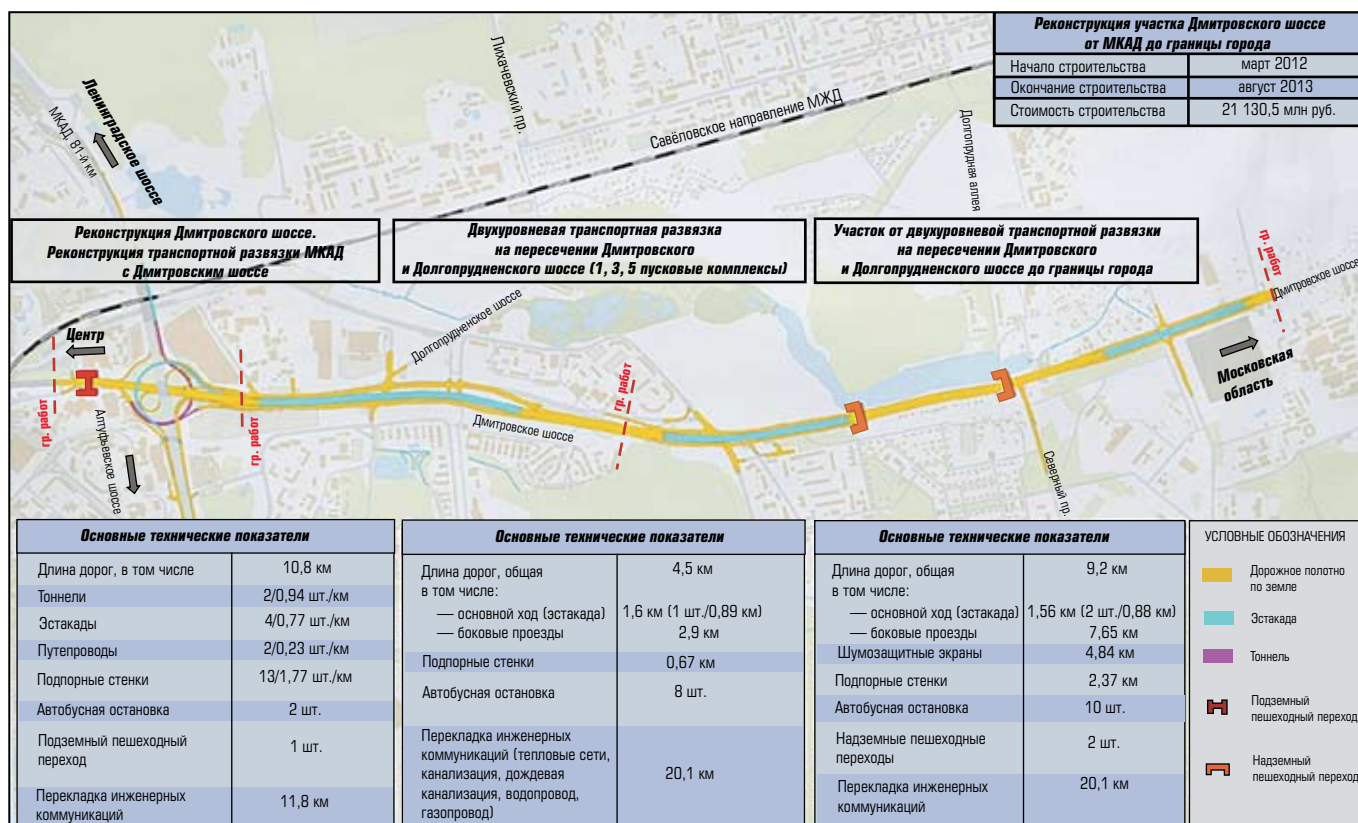 Реконструкция участка Дмитровского шоссе
от МКАД до границы города
Начало строительства март 2012
Окончание строительства август 2013
Стоимость строительства 21 130,5 млн руб.
Лихачевский пр.
Ленинградское шоссе
МКАД, 81-й км
Савёловское направление МЖД
Долгопрудная аллея
Реконструкция Дмитровского шоссе.
Реконструкция транспортной развязки МКАД
с Дмитровским шоссе
Двухуровневая транспортная развязка
на пересечении Дмитровского
и Долгопрудненского шоссе (1, 3, 5 пусковые комплексы)
Участок от двухуровневой транспортной развязки
на пересечении Дмитровского
и Долгопрудненского шоссе до границы города
гр. работ
Дмитровское шоссе
Долгопрудненское шоссе
Центр
Московская
область
гр. работ
гр. работ
гр. работ
Дмитровское шоссе
Алтуфьевское шоссе
Северный пр.
Основные технические показатели
Длина дорог, в том числе 10,8 км
Тоннели 2/0,94 шт./км
Эстакады 4/0,77 шт./км
Путепроводы 2/0,23 шт./км
Подпорные стенки 13/1,77 шт./км
Автобусная остановка 2 шт.
Подземный пешеходный
переход 1 шт.
Перекладка инженерных
коммуникаций 11,8 км
Основные технические показатели
Длина дорог, общая 4,5 км
в том числе:
— основной ход (эстакада) 1,6 км (1 шт./0,89 км)
— боковые проезды 2,9 км
Подпорные стенки 0,67 км
Автобусная остановка 8 шт.
Перекладка инженерных
коммуникаций (тепловые сети,
канализация, дождевая 20,1 км
канализация, водопровод,
газопровод)
Основные технические показатели
Длина дорог, общая 9,2 км
в том числе:
— основной ход (эстакада) 1,56 км (2 шт./0,88 км)
— боковые проезды 7,65 км
Шумозащитные экраны 4,84 км
Подпорные стенки 2,37 км
Автобусная остановка 10 шт.
Надземные пешеходные 2 шт.
переходы
Перекладка инженерных 20,1 км
коммуникаций
УСЛОВНЫЕ ОБОЗНАЧЕНИЯ
Дорожное полотно
по земле
Эстакада
Тоннель
Подземный
пешеходный переход
Надземный
пешеходный переход